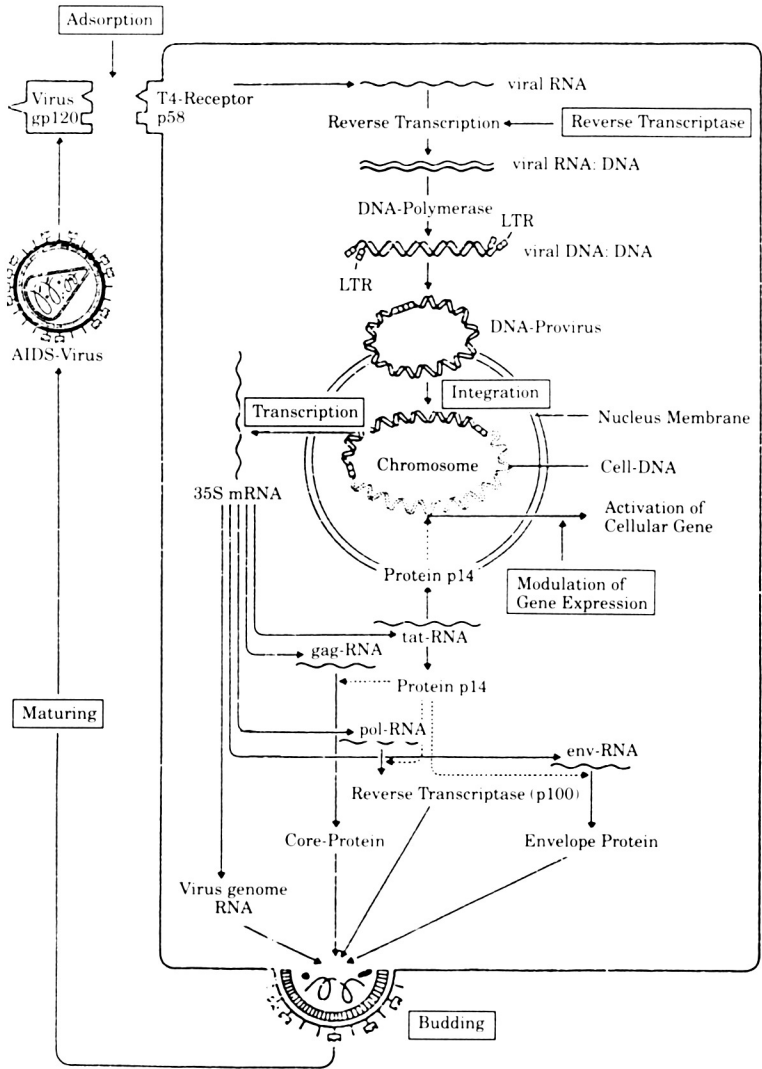 Adsorption
Virus
gp120
T4-Receptor
p58
viral RNA
Reverse Transcription
Reverse Transcriptase
viral RNA: DNA
DNA-Polymerase
LTR
viral DNA: DNA
LTR
AIDS-Virus
DNA-Provirus
Integration
Transcription
Nucleus Membrane
Chromosome
Cell-DNA
35S mRNA
Activation of
Cellular Gene
Protein p14
Modulation of
Gene Expression
tat-RNA
gag-RNA
Protein p14
Maturing
pol-RNA
env-RNA
Reverse Transcriptase (p100)
Core-Protein
Envelope Protein
Virus genome
RNA
Budding